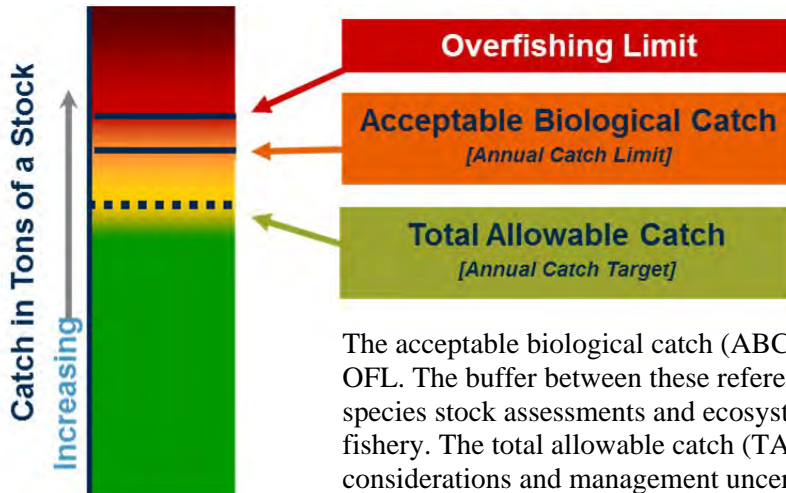 Catch in Tons of a Stock
Increasing
Overfishing Limit
Acceptable Biological Catch
[Annual Catch Limit]
Total Allowable Catch
[Annual Catch Target]
The acceptable biological catch (ABC
OFL. The buffer between these refere
species stock assessments and ecosyst
fishery. The total allowable catch (TA
considerations and management uncer